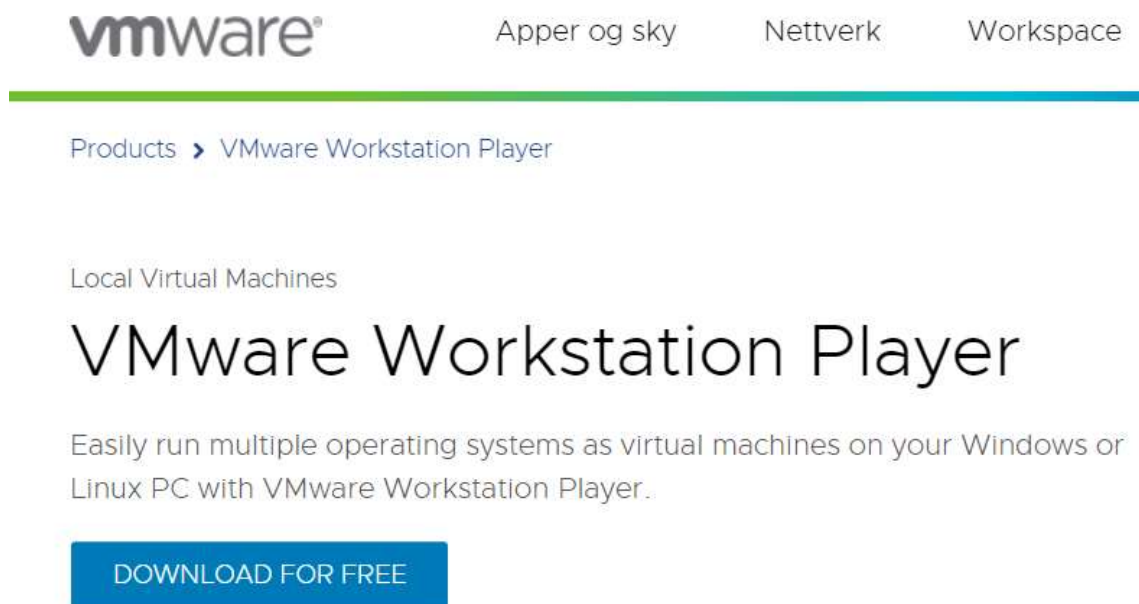 vmware® Apper og sky Nettverk Workspace
Products > VMware Workstation Player
Local Virtual Machines
VMware Workstation Player
Easily run multiple operating systems as virtual machines on your Windows or
Linux PC with VMware Workstation Player.
DOWNLOAD FOR FREE